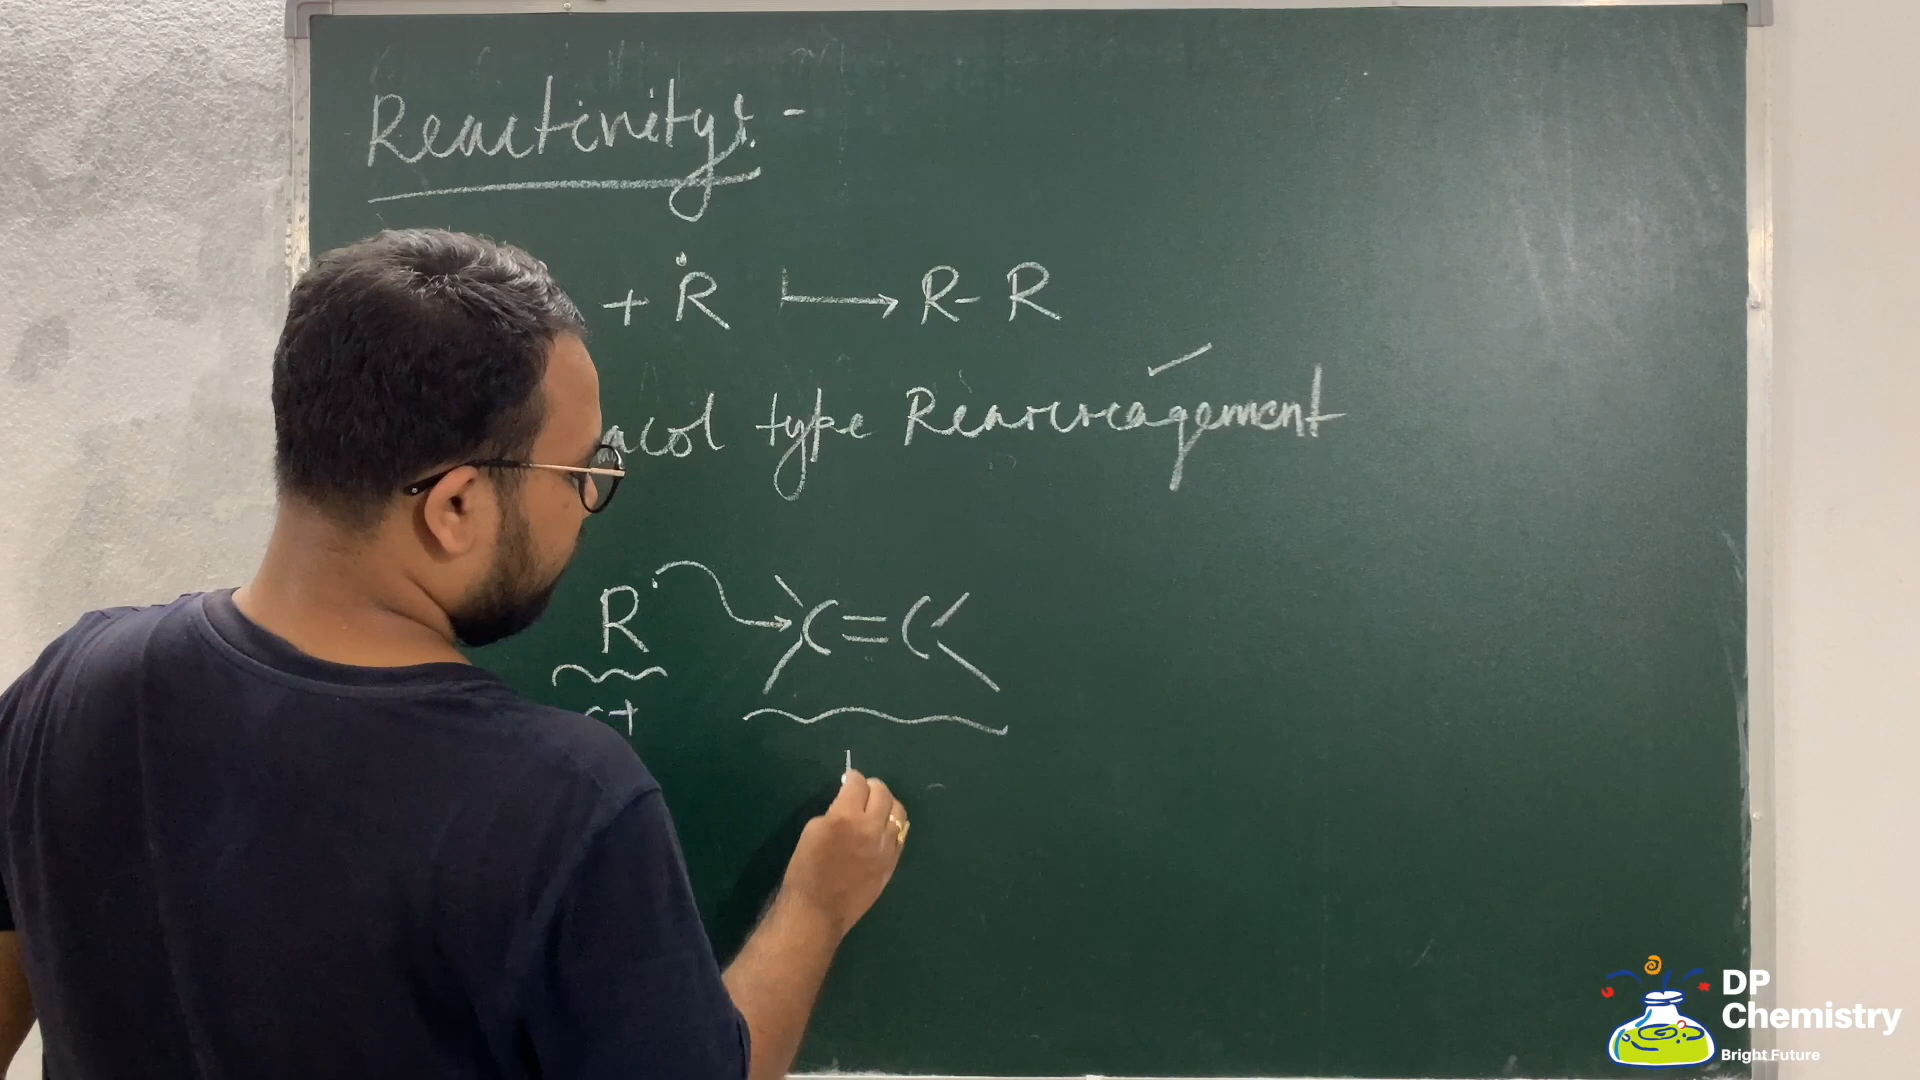 Reactivity:-
+ Ṙ ⟶ R-R
acol type Rearrangement
R· C=C
c+
DP
Chemistry
Bright Future